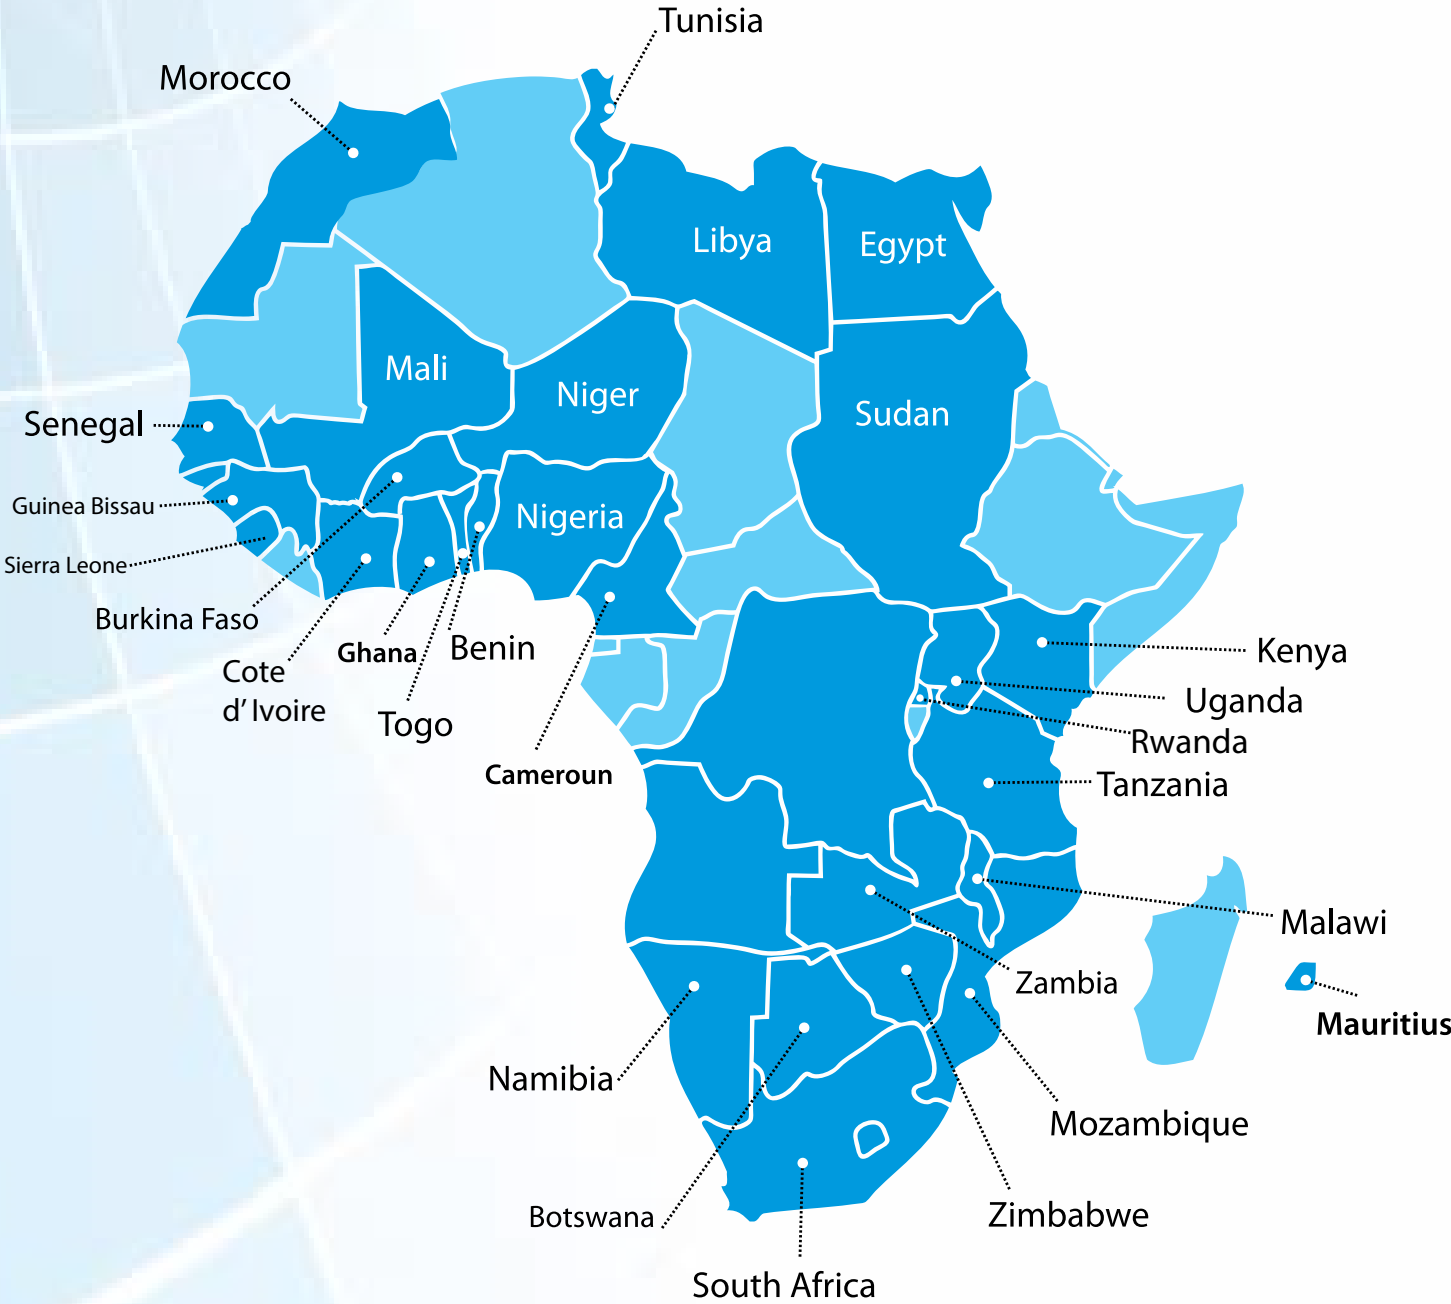 Tunisia
Morocco
Libya
Egypt
Mali
Niger
Sudan
Senegal
Guinea Bissau
Nigeria
Sierra Leone
Burkina Faso
Ghana
Benin
Cote
d’ Ivoire
Togo
Cameroun
Kenya
Uganda
Rwanda
Tanzania
Malawi
Zambia
Mauritius
Namibia
Mozambique
Botswana
Zimbabwe
South Africa